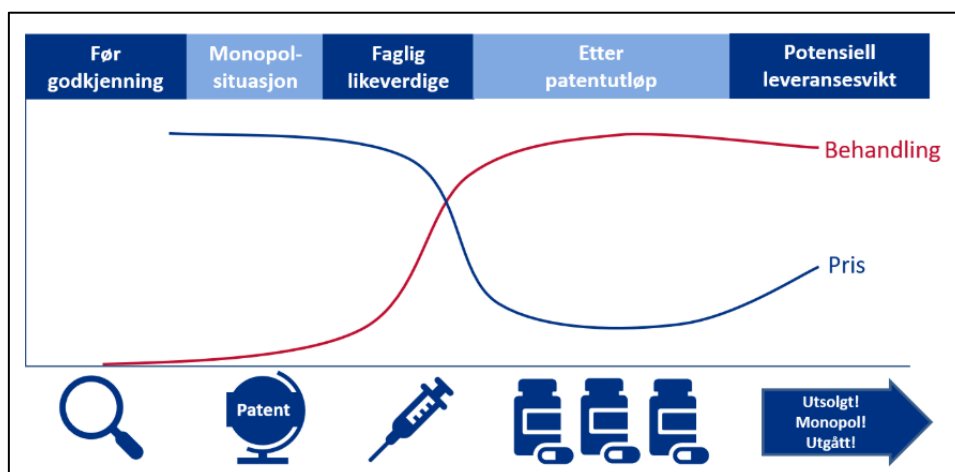 Før
godkjenning
Monopol-
situasjon
Faglig
likeverdige
Etter
patentutløp
Potensiell
leveransesvikt
Behandling
Pris
Patent
Utsolgt!
Monopol!
Utgått!